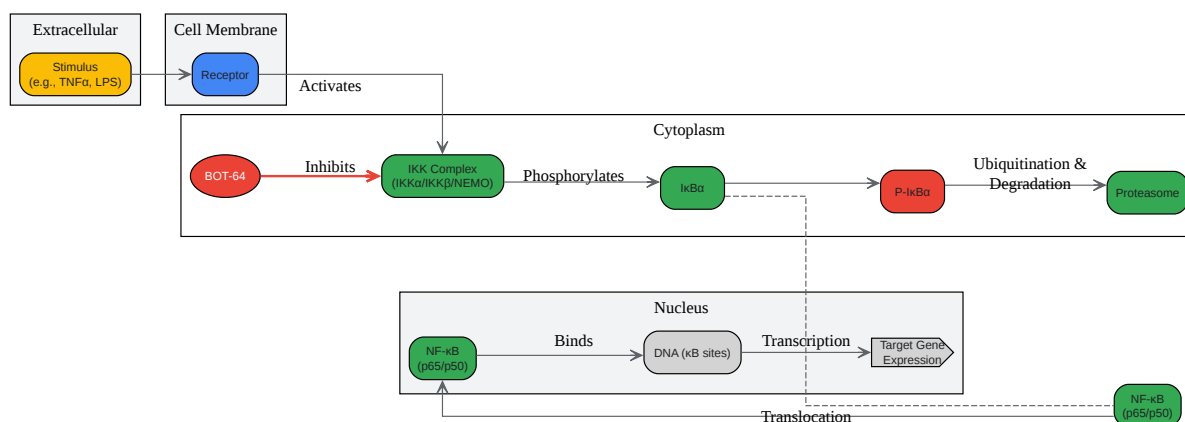 Extracellular
Stimulus
(e.g., TNFα, LPS)
Cell Membrane
Receptor
Activates
Cytoplasm
BOT-64
Inhibits
IKK Complex
(IKKα/IKKβ/NEMO)
Phosphorylates
IκBα
P-IκBα
Ubiquitination &
Degradation
Proteasome
Nucleus
NF-κB
(p65/p50)
Binds
DNA (κB sites)
Transcription
Target Gene
Expression
Translocation
NF-κB
(p65/p50)